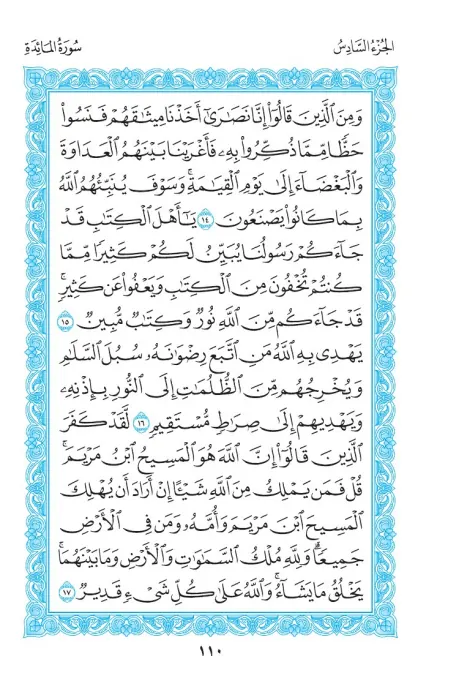 الجُزْءُ السَّادِسُ
سُورَةُ المَائِدَةِ
وَمِنَ ٱلَّذِينَ قَالُوٓا۟ إِنَّا نَصَٰرَىٰٓ أَخَذْنَا مِيثَٰقَهُمْ فَنَسُوا۟
حَظًّا مِّمَّا ذُكِّرُوا۟ بِهِۦ فَأَغْرَيْنَا بَيْنَهُمُ ٱلْعَدَاوَةَ
وَٱلْبَغْضَآءَ إِلَىٰ يَوْمِ ٱلْقِيَٰمَةِ ۚ وَسَوْفَ يُنَبِّئُهُمُ ٱللَّهُ
بِمَا كَانُوا۟ يَصْنَعُونَ ١٤ يَٰٓأَهْلَ ٱلْكِتَٰبِ قَدْ
جَآءَكُمْ رَسُولُنَا يُبَيِّنُ لَكُمْ كَثِيرًا مِّمَّا
كُنتُمْ تُخْفُونَ مِنَ ٱلْكِتَٰبِ وَيَعْفُوا۟ عَن كَثِيرٍ ۚ
قَدْ جَآءَكُم مِّنَ ٱللَّهِ نُورٌ وَكِتَٰبٌ مُّبِينٌ ١٥
يَهْدِى بِهِ ٱللَّهُ مَنِ ٱتَّبَعَ رِضْوَٰنَهُۥ سُبُلَ ٱلسَّلَٰمِ
وَيُخْرِجُهُم مِّنَ ٱلظُّلُمَٰتِ إِلَى ٱلنُّورِ بِإِذْنِهِۦ
وَيَهْدِيهِمْ إِلَىٰ صِرَٰطٍ مُّسْتَقِيمٍ ١٦ لَّقَدْ كَفَرَ
ٱلَّذِينَ قَالُوٓا۟ إِنَّ ٱللَّهَ هُوَ ٱلْمَسِيحُ ٱبْنُ مَرْيَمَ ۚ
قُلْ فَمَن يَمْلِكُ مِنَ ٱللَّهِ شَيْـًٔا إِنْ أَرَادَ أَن يُهْلِكَ
ٱلْمَسِيحَ ٱبْنَ مَرْيَمَ وَأُمَّهُۥ وَمَن فِى ٱلْأَرْضِ
جَمِيعًا ۗ وَلِلَّهِ مُلْكُ ٱلسَّمَٰوَٰتِ وَٱلْأَرْضِ وَمَا بَيْنَهُمَا ۚ
يَخْلُقُ مَا يَشَآءُ ۚ وَٱللَّهُ عَلَىٰ كُلِّ شَىْءٍ قَدِيرٌ ١٧
١١٠